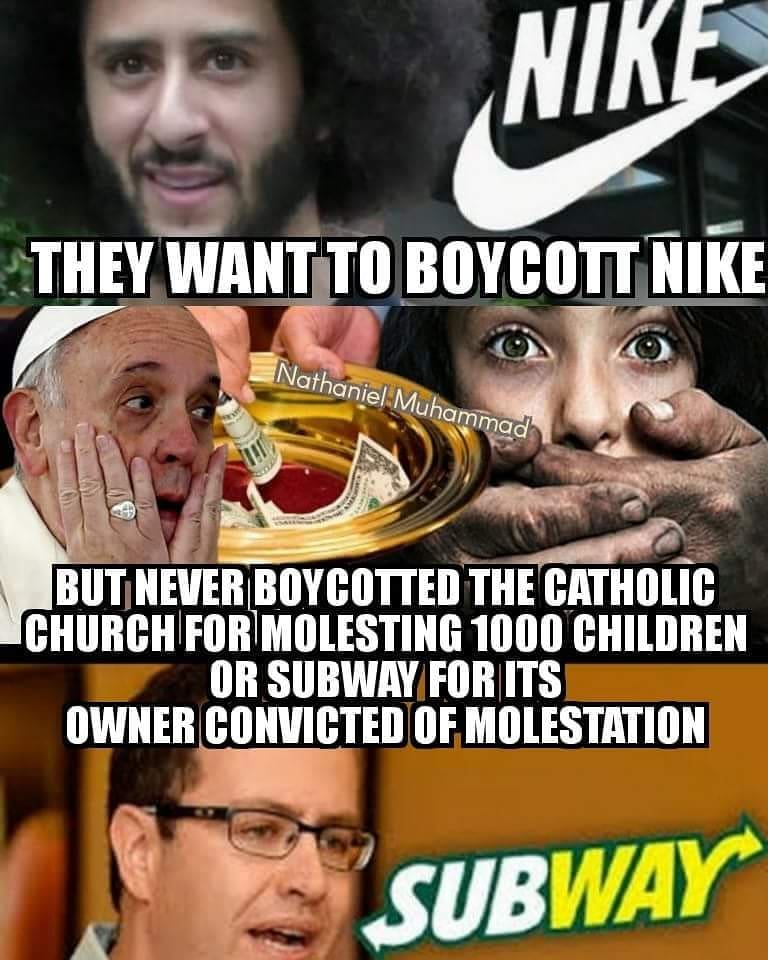 NIKE
THEY WANT TO BOYCOTT NIKE
Nathaniel Muhammad
BUT NEVER BOYCOTTED THE CATHOLIC
CHURCH FOR MOLESTING 1000 CHILDREN
OR SUBWAY FOR ITS
OWNER CONVICTED OF MOLESTATION
SUBWAY